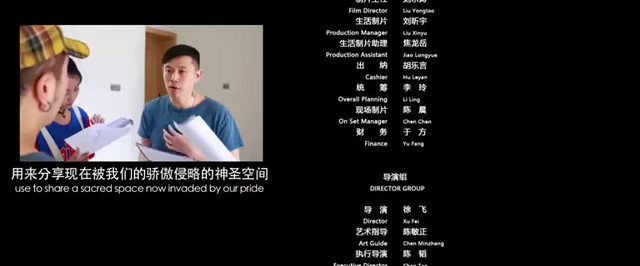 用来分享现在被我们的骄傲侵略的神圣空间
use to share a sacred space now invaded by our pride
Film Director Liu Yongtao
生活制片 刘昕宇
Production Manager Liu Xinyu
生活制片助理 焦龙岳
Production Assistant Jiao Longyue
出 纳 胡乐言
Cashier Hu Leyan
统 筹 李 玲
Overall Planning Li Ling
现场制片 陈 晨
On Set Manager Chen Chen
财 务 于 方
Finance Yu Fang
导演组
DIRECTOR GROUP
导 演 徐 飞
Director Xu Fei
艺术指导 陈敏正
Art Guide Chen Minzheng
执行导演 陈 韬
Executive Director Chen Tao